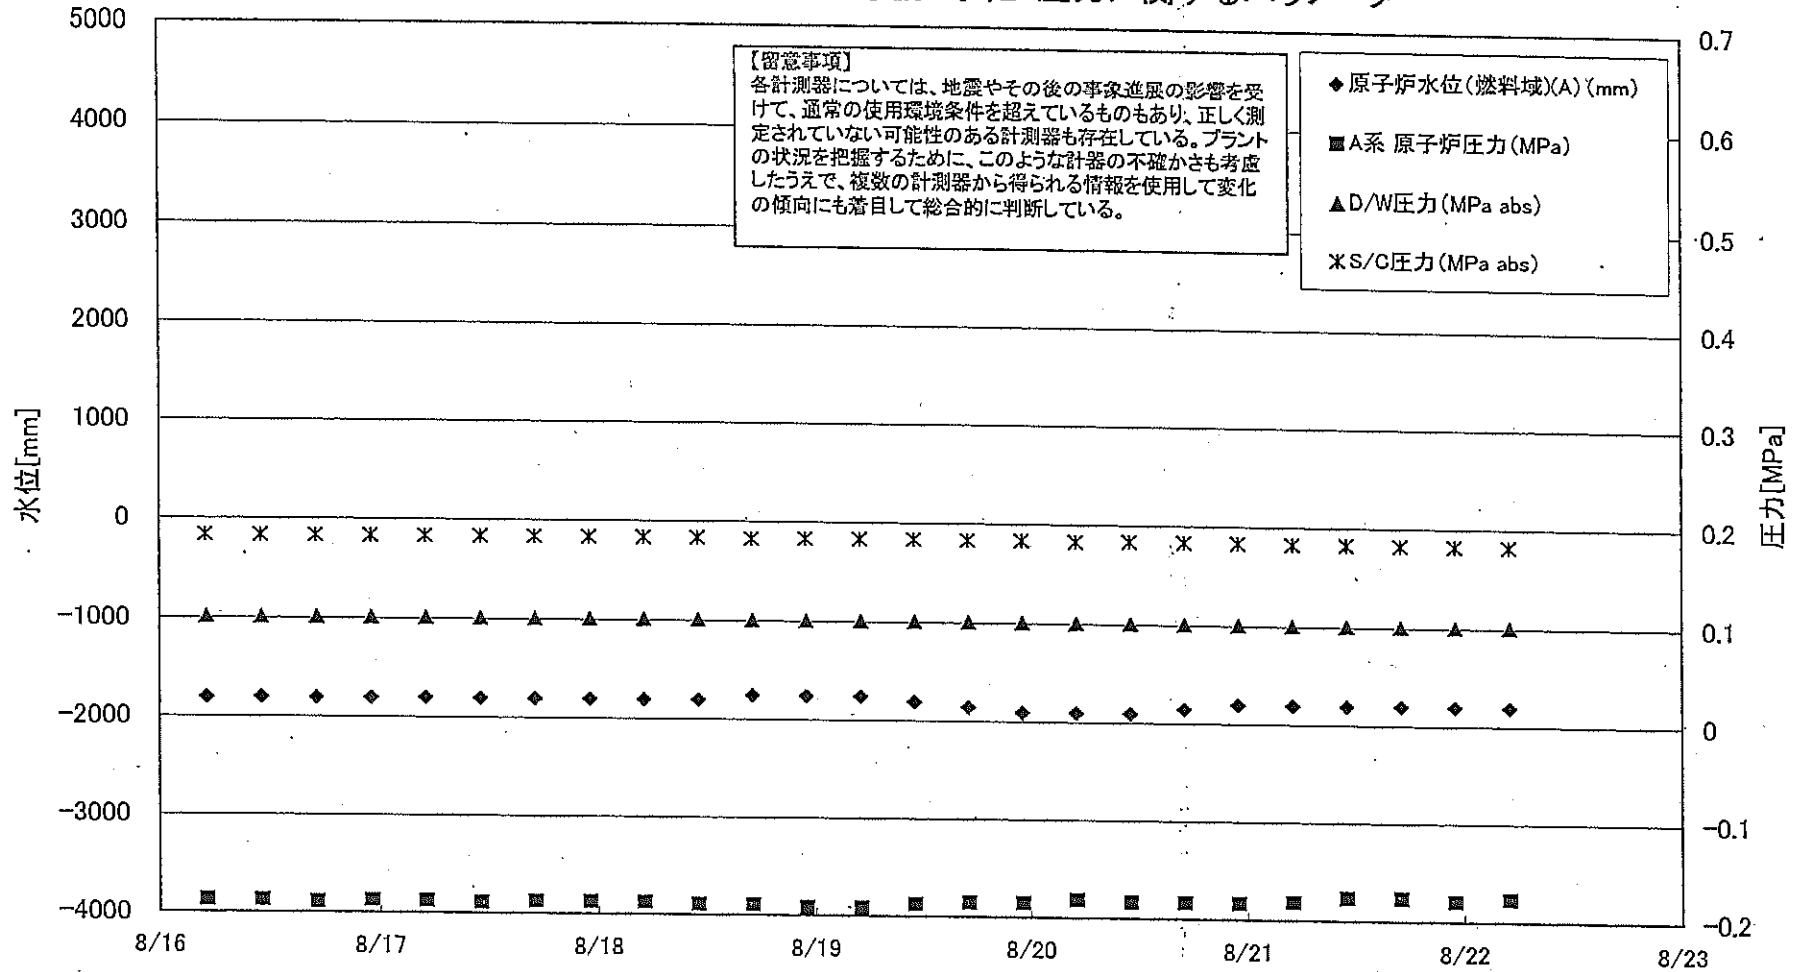 5000
4000
3000
2000
1000
0
-1000
-2000
-3000
-4000
水位[mm]
【留意事項】
各計測器については、地震やその後の事象進展の影響を受
けて、通常の使用環境条件を超えているものもあり、正しく測
定されていない可能性のある計測器も存在している。プラント
の状況を把握するために、このような計器の不確かさも考慮
したうえで、複数の計測器から得られる情報を使用して変化
の傾向にも着目して総合的に判断している。
◆原子炉水位(燃料域)(A)(mm)
■A系 原子炉圧力(MPa)
▲D/W圧力(MPa abs)
S/C圧力(MPa abs)
0.7
0.6
0.5
0.4
0.3
0.2
0.1
0
-0.1
-0.2
圧力[MPa]
8/16
8/17
8/18
8/19
8/20
8/21
8/22
8/23